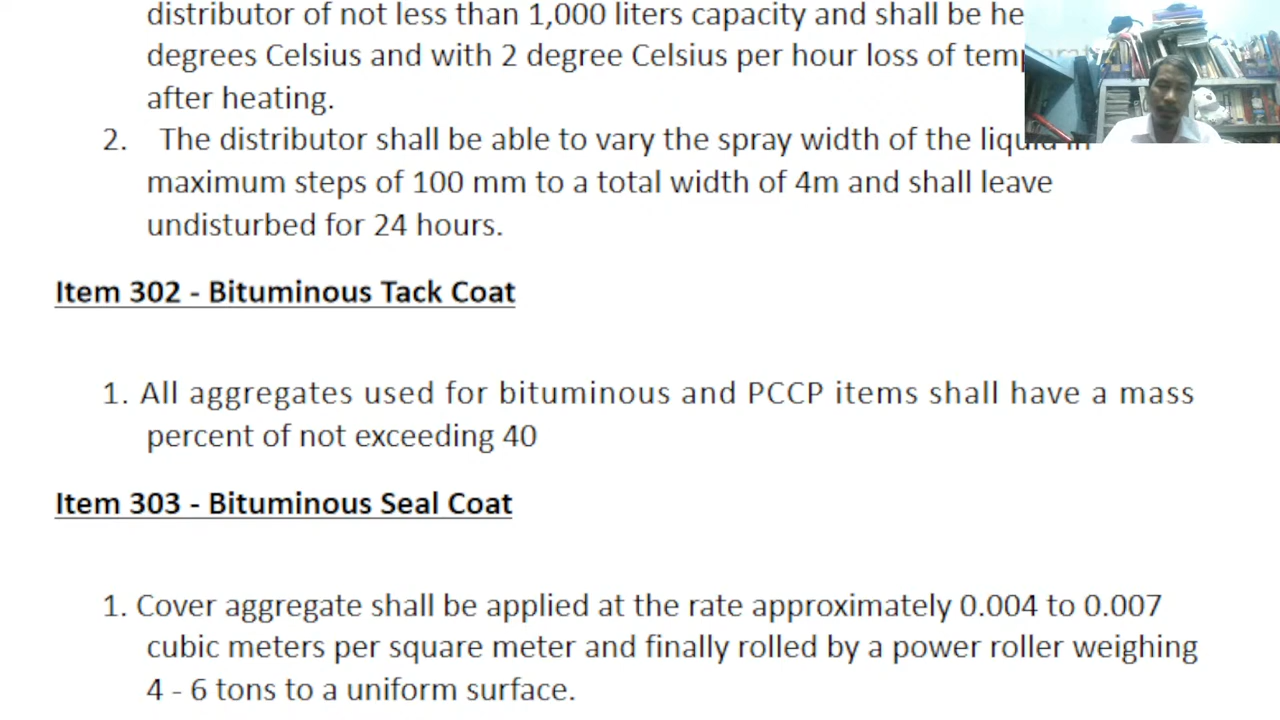 distributor of not less than 1,000 liters capacity and shall be
degrees Celsius and with 2 degree Celsius per hour loss of
after heating.
2. The distributor shall be able to vary the spray width of the liquid in
maximum steps of 100 mm to a total width of 4m and shall leave
undisturbed for 24 hours.
Item 302 - Bituminous Tack Coat
1. All aggregates used for bituminous and PCCP items shall have a mass
percent of not exceeding 40
Item 303 - Bituminous Seal Coat
1. Cover aggregate shall be applied at the rate approximately 0.004 to 0.007
cubic meters per square meter and finally rolled by a power roller weighing
4 - 6 tons to a uniform surface.